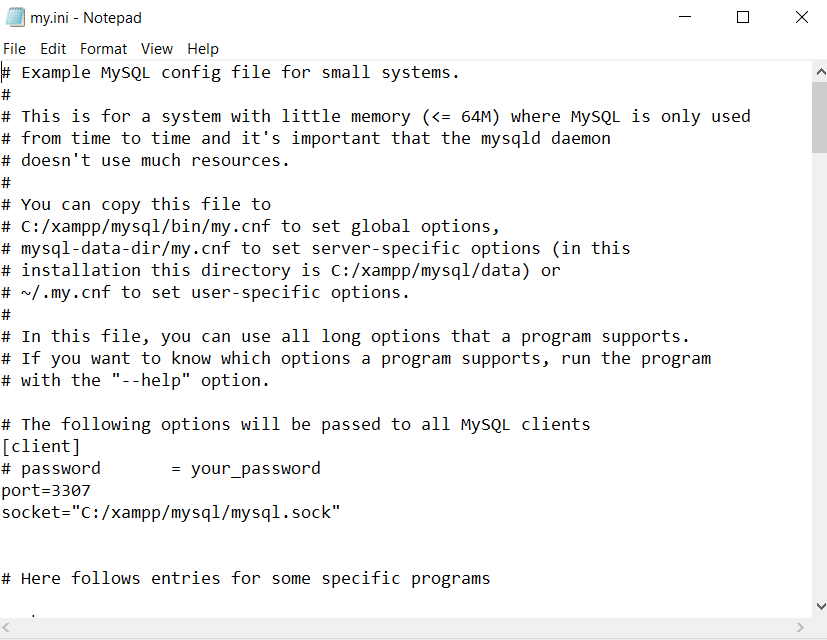 my.ini - Notepad
File Edit Format View Help
# Example MySQL config file for small systems.
#
# This is for a system with little memory (<= 64M) where MySQL is only used
# from time to time and it's important that the mysqld daemon
# doesn't use much resources.
#
# You can copy this file to
# C:/xampp/mysql/bin/my.cnf to set global options,
# mysql-data-dir/my.cnf to set server-specific options (in this
# installation this directory is C:/xampp/mysql/data) or
# ~/.my.cnf to set user-specific options.
#
# In this file, you can use all long options that a program supports.
# If you want to know which options a program supports, run the program
# with the "--help" option.

# The following options will be passed to all MySQL clients
[client]
# password       = your_password
port=3307
socket="C:/xampp/mysql/mysql.sock"

# Here follows entries for some specific programs